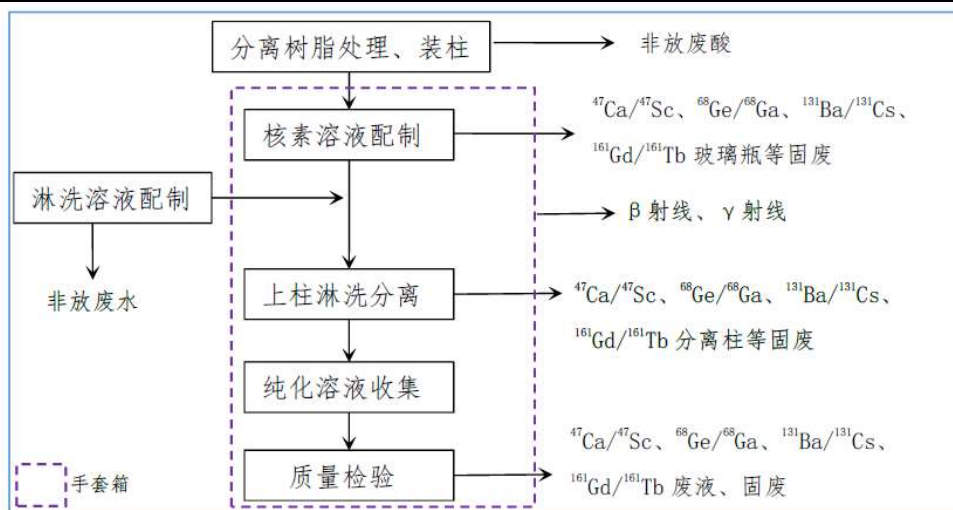 分离树脂处理、装柱
非放废酸
核素溶液配制
⁴⁷Ca/⁴⁷Sc、⁶⁸Ge/⁶⁸Ga、¹³¹Ba/¹³¹Cs、
¹⁶¹Gd/¹⁶¹Tb 玻璃瓶等固废
淋洗溶液配制
β射线、γ射线
非放废水
上柱淋洗分离
⁴⁷Ca/⁴⁷Sc、⁶⁸Ge/⁶⁸Ga、¹³¹Ba/¹³¹Cs、
¹⁶¹Gd/¹⁶¹Tb 分离柱等固废
纯化溶液收集
质量检验
⁴⁷Ca/⁴⁷Sc、⁶⁸Ge/⁶⁸Ga、¹³¹Ba/¹³¹Cs、
¹⁶¹Gd/¹⁶¹Tb 废液、固废
手套箱